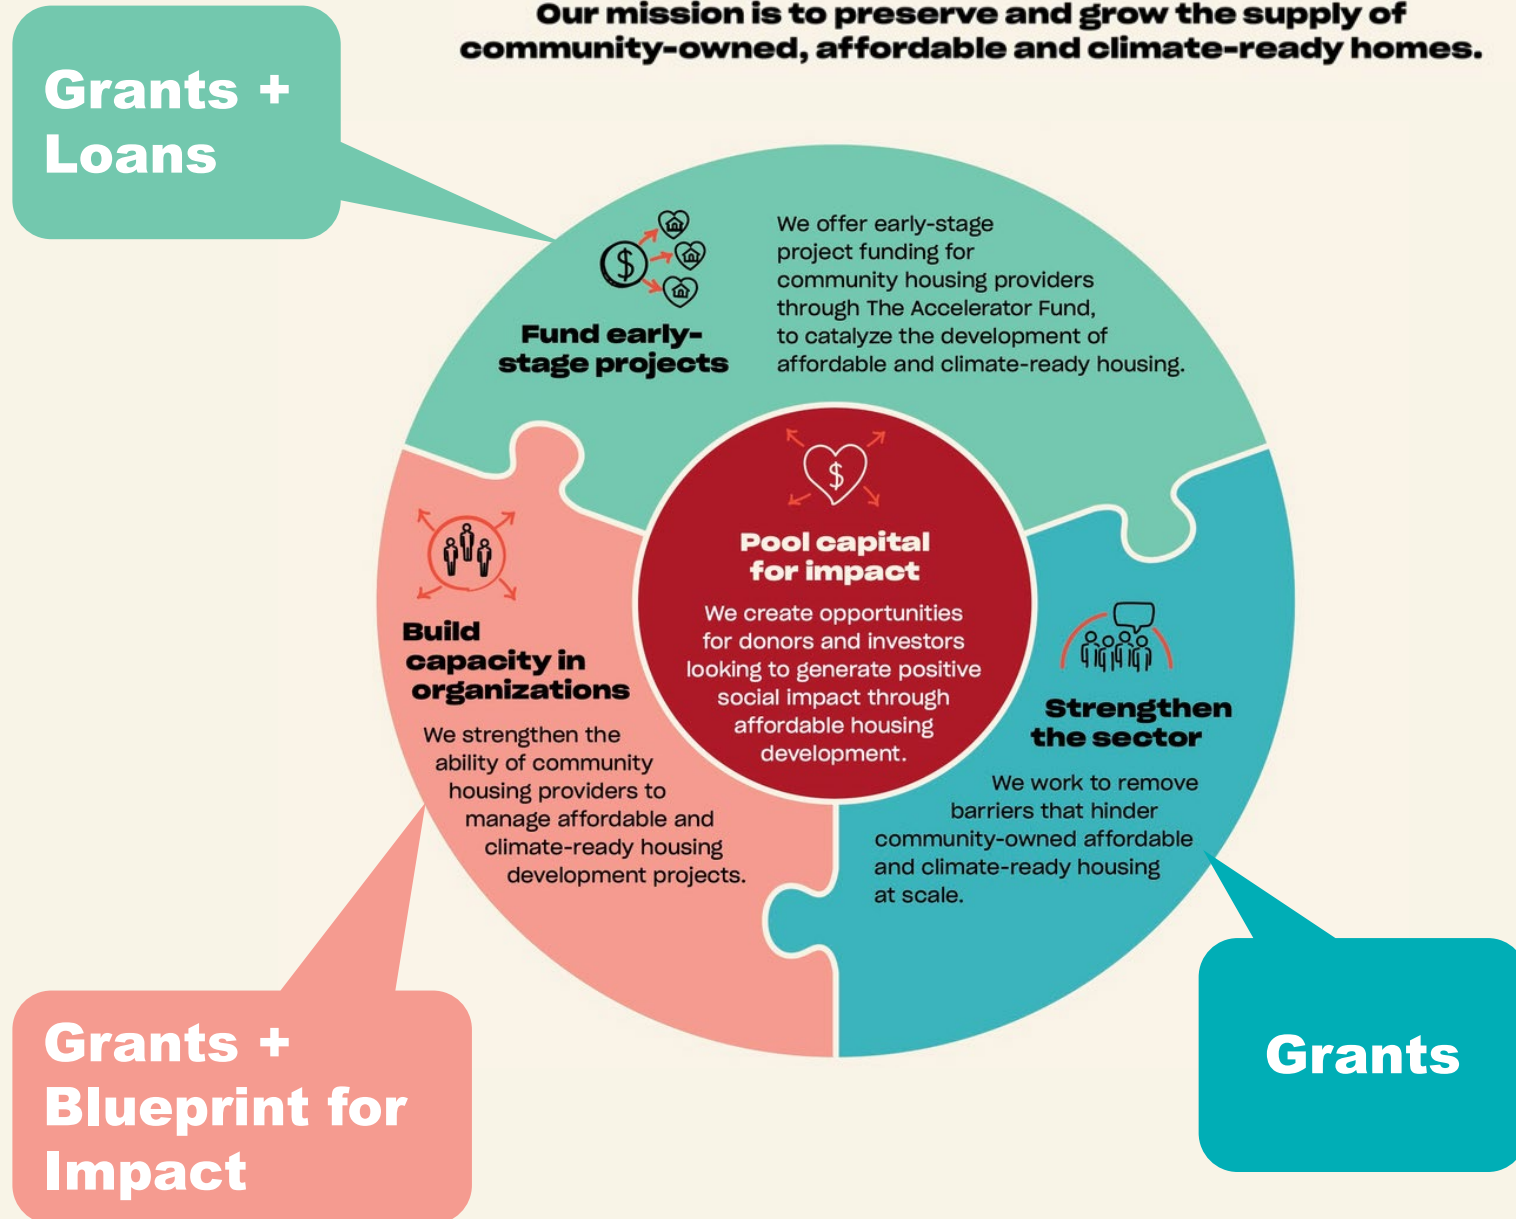 Our mission is to preserve and grow the supply of
community-owned, affordable and climate-ready homes.
Grants +
Loans
We offer early-stage
project funding for
community housing providers
through The Accelerator Fund,
to catalyze the development of
affordable and climate-ready housing.
$
Fund early-
stage projects
$
Pool capital
for impact
We create opportunities
for donors and investors
looking to generate positive
social impact through
affordable housing
development.
Build
capacity in
organizations
We strengthen the
ability of community
housing providers to
manage affordable and
climate-ready housing
development projects.
Strengthen
the sector
We work to remove
barriers that hinder
community-owned affordable
and climate-ready housing
at scale.
Grants +
Blueprint for
Impact
Grants